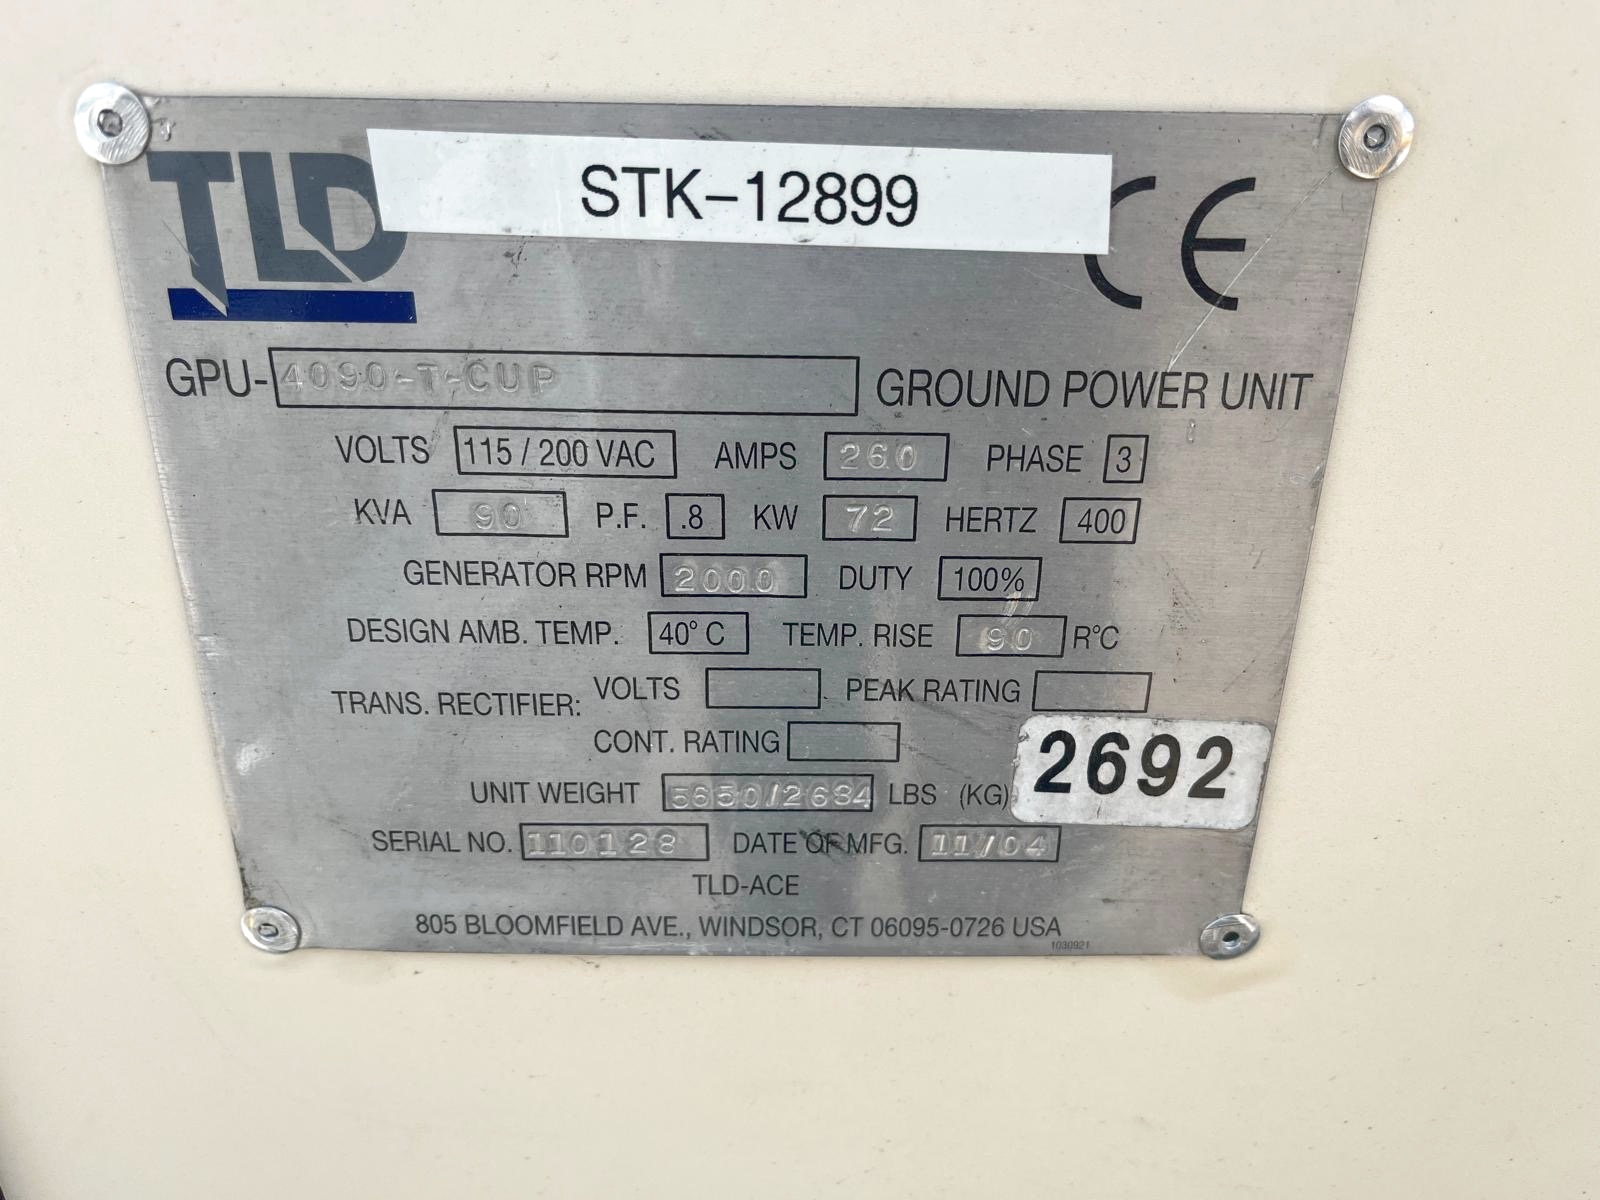 TLD
STK-12899
CE
GPU-4090-T-CUP GROUND POWER UNIT
VOLTS 115 / 200 VAC AMPS 260 PHASE 3
KVA 90 P.F. .8 KW 72 HERTZ 400
GENERATOR RPM 2000 DUTY 100%
DESIGN AMB. TEMP. 40° C TEMP. RISE 90 R°C
TRANS. RECTIFIER: VOLTS PEAK RATING
CONT. RATING
2692
UNIT WEIGHT 5650/2634 LBS (KG)
SERIAL NO. 110128 DATE OF MFG. 11/04
TLD-ACE
805 BLOOMFIELD AVE., WINDSOR, CT 06095-0726 USA
1030921